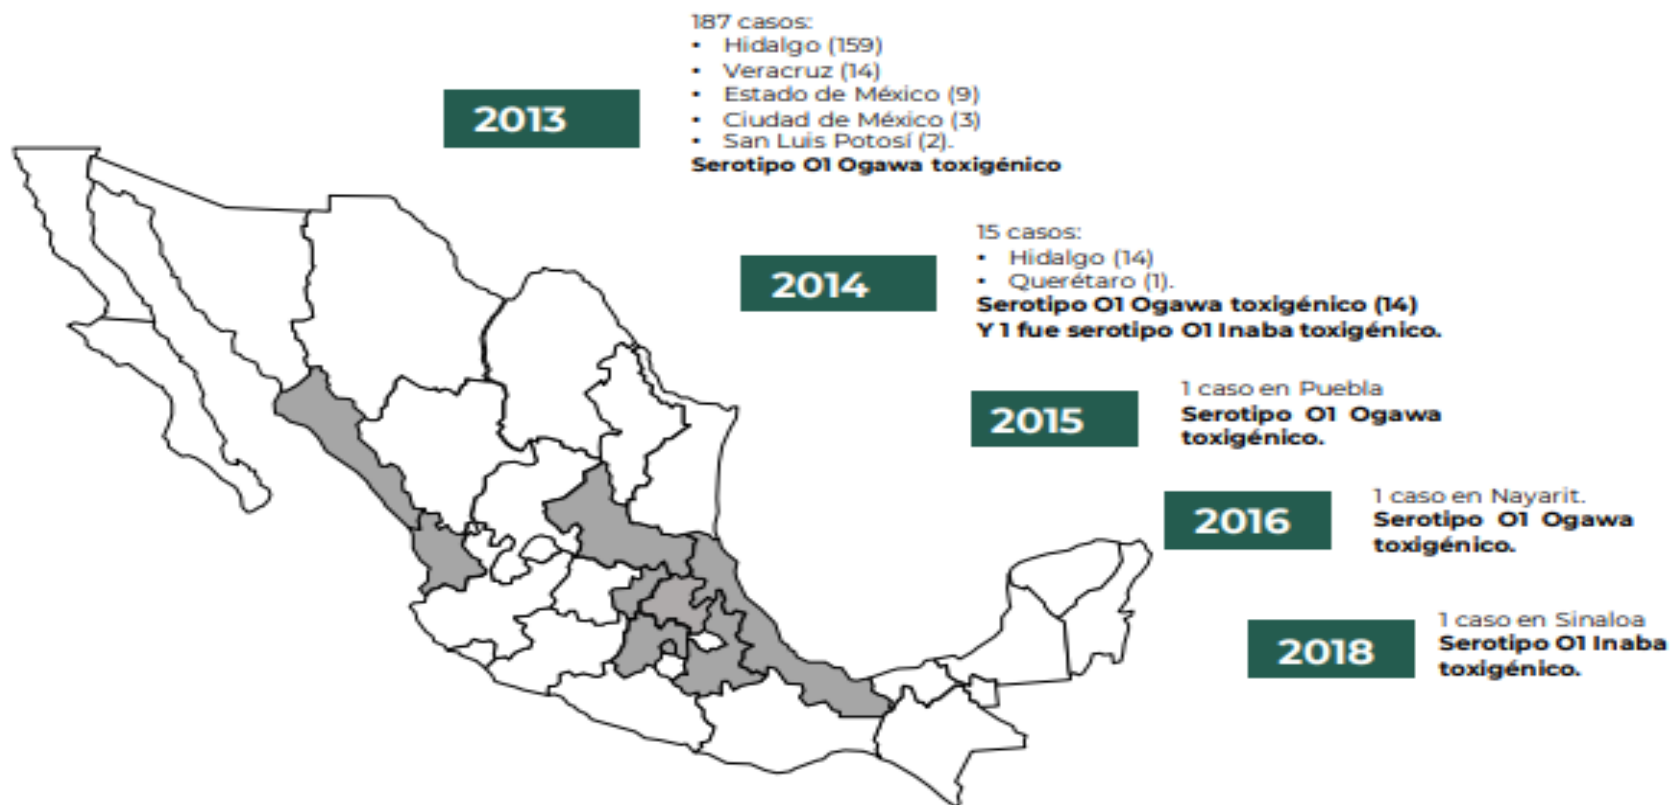 187 casos:
• Hidalgo (159)
• Veracruz (14)
• Estado de México (9)
• Ciudad de México (3)
• San Luis Potosí (2).
Serotipo O1 Ogawa toxigénico
2013
15 casos:
• Hidalgo (14)
• Querétaro (1).
Serotipo O1 Ogawa toxigénico (14)
Y 1 fue serotipo O1 Inaba toxigénico.
2014
1 caso en Puebla
Serotipo O1 Ogawa
toxigénico.
2015
1 caso en Nayarit.
Serotipo O1 Ogawa
toxigénico.
2016
1 caso en Sinaloa
Serotipo O1 Inaba
toxigénico.
2018